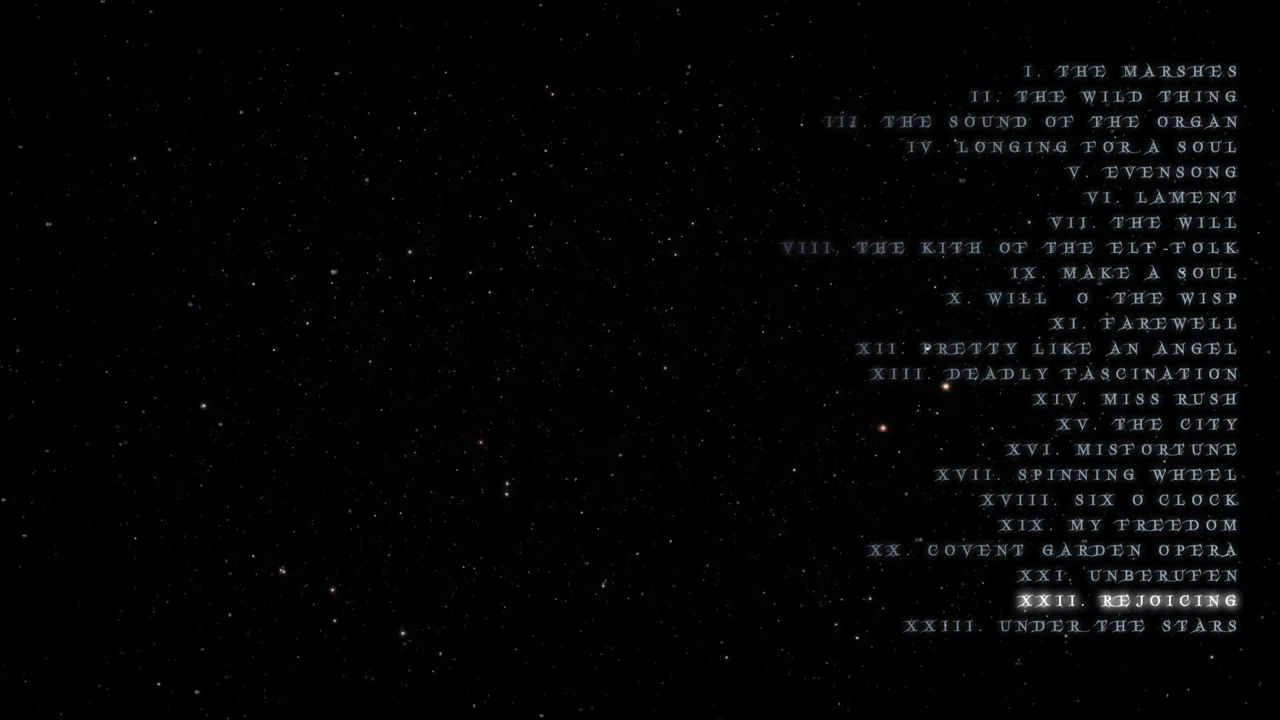 I. THE MARSHES
II. THE WILD THING
III. THE SOUND OF THE ORGAN
IV. LONGING FOR A SOUL
V. EVENSONG
VI. LAMENT
VII. THE WILL
VIII. THE KITH OF THE ELF-FOLK
IX. MAKE A SOUL
X. WILL O THE WISP
XI. FAREWELL
XII. PRETTY LIKE AN ANGEL
XIII. DEADLY FASCINATION
XIV. MISS RUSH
XV. THE CITY
XVI. MISFORTUNE
XVII. SPINNING WHEEL
XVIII. SIX O CLOCK
XIX. MY FREEDOM
XX. COVENT GARDEN OPERA
XXI. UNBERUFEN
XXII. REJOICING
XXIII. UNDER THE STARS